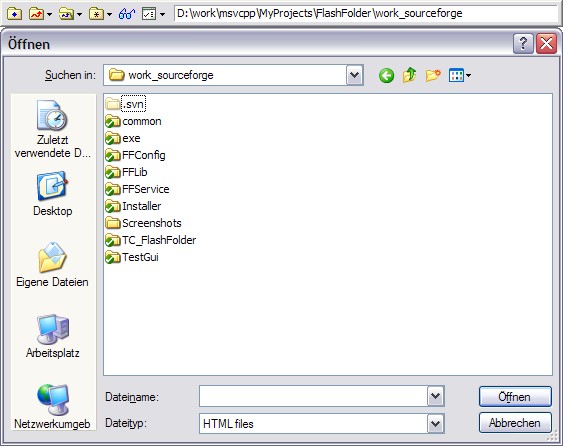 D:\work\msvcpp\MyProjects\FlashFolder\work_sourceforge
Öffnen
Suchen in:
work_sourceforge
Zuletzt
verwendete D...
Desktop
Eigene Dateien
Arbeitsplatz
Netzwerkumgeb
.svn
common
exe
FFConfig
FFLib
FFService
Installer
Screenshots
TC_FlashFolder
TestGui
Dateiname:
Öffnen
Dateityp:
HTML files
Abbrechen